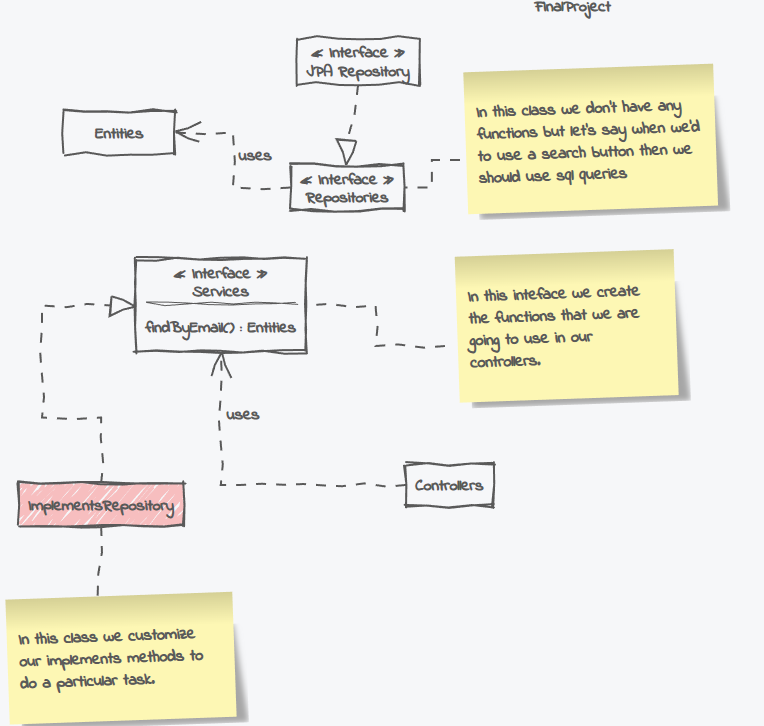 FinalProject
≪ Interface ≫
JPA Repository
Entities
uses
≪ Interface ≫
Repositories
In this class we don't have any
functions but let's say when we'd
to use a search button then we
should use sql queries
≪ Interface ≫
Services
findByEmail() : Entities
In this inteface we create
the functions that we are
going to use in our
controllers.
uses
Controllers
ImplementsRepository
In this class we customize
our implements methods to
do a particular task.